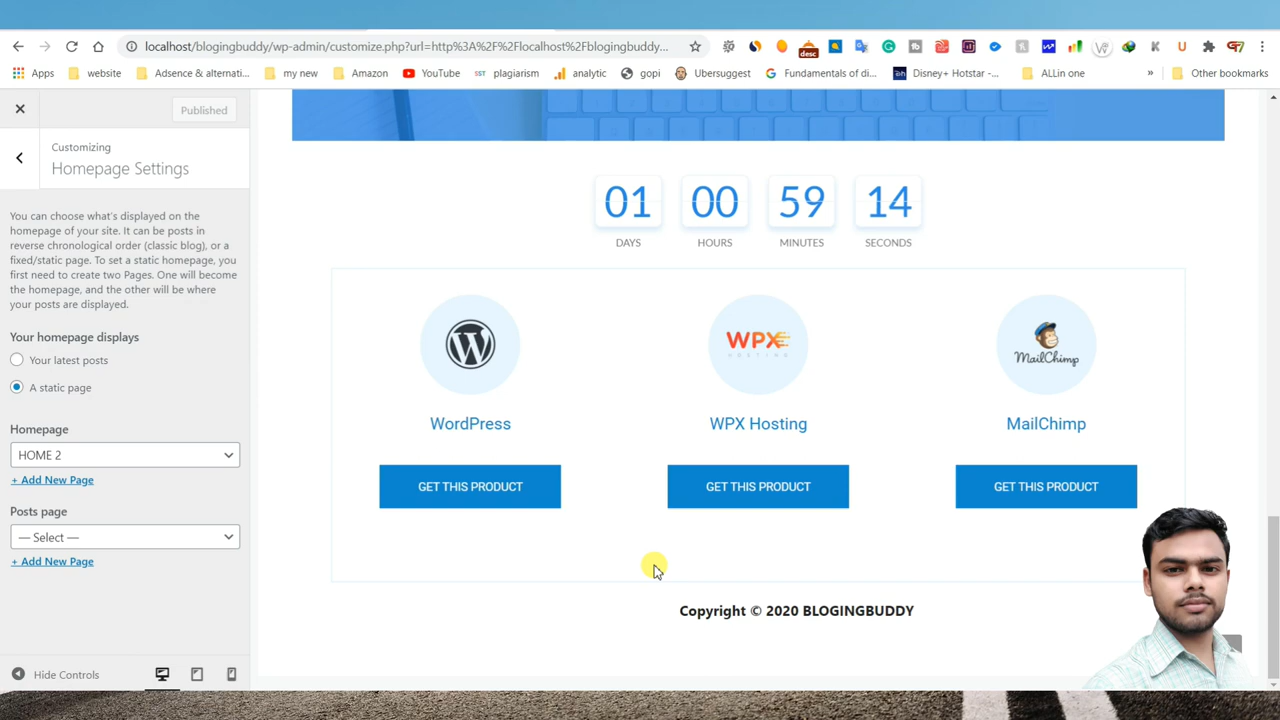 localhost/blogingbuddy/wp-admin/customize.php?url=http%3A%2F%2Flocalhost%2Fblogingbuddy...
desc
Apps website Adsence & alternati... my new Amazon YouTube SST plagiarism analytic gopi Ubersuggest Fundamentals of di... Disney+ Hotstar -... ALLin one » Other bookmarks
Published
Customizing
Homepage Settings
You can choose what's displayed on the
homepage of your site. It can be posts in
reverse chronological order (classic blog), or a
fixed/static page. To set a static homepage, you
first need to create two Pages. One will become
the homepage, and the other will be where
your posts are displayed.
Your homepage displays
Your latest posts
A static page
Homepage
HOME 2
+ Add New Page
Posts page
— Select —
+ Add New Page
Hide Controls
01 00 59 14
DAYS HOURS MINUTES SECONDS
WPX
HOSTING
MailChimp
WordPress WPX Hosting MailChimp
GET THIS PRODUCT GET THIS PRODUCT GET THIS PRODUCT
Copyright © 2020 BLOGINGBUDDY